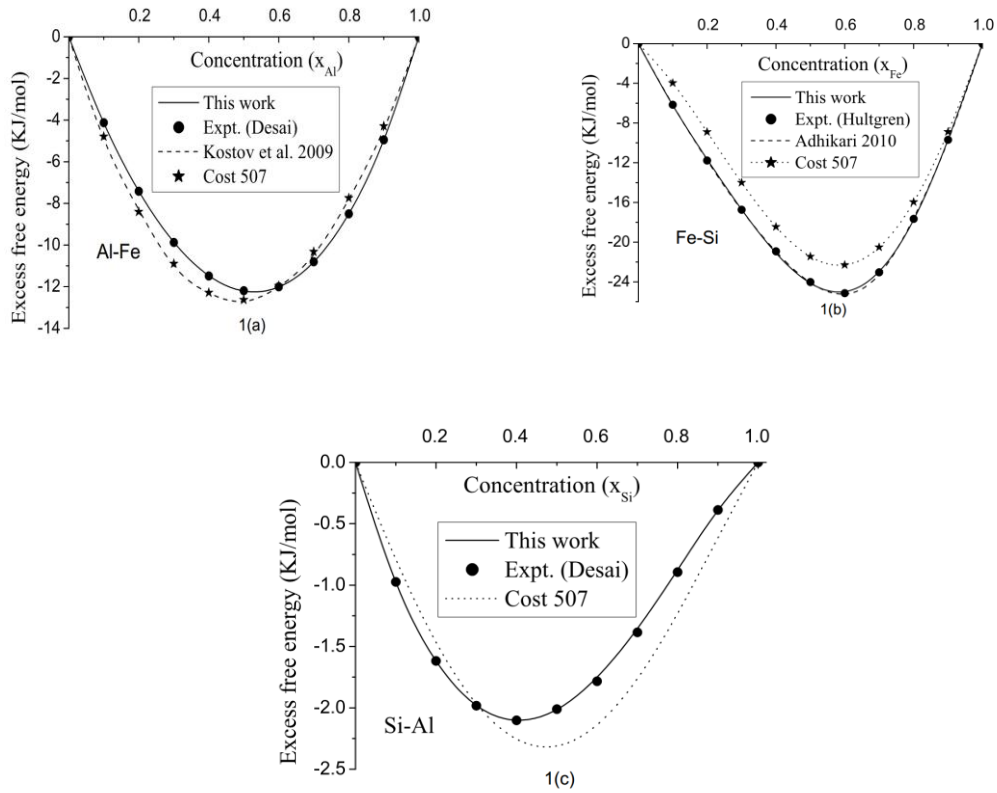 0.2 0.4 0.6 0.8 1.0
0
-2
-4
-6
-8
-10
-12
-14
Excess free energy (KJ/mol)
Concentration (x_Al)
This work
Expt. (Desai)
Kostov et al. 2009
Cost 507
Al-Fe
1(a)
0.2 0.4 0.6 0.8 1.0
0
-4
-8
-12
-16
-20
-24
Excess free energy (KJ/mol)
Concentration (x_Fe)
This work
Expt. (Hultgren)
Adhikari 2010
Cost 507
Fe-Si
1(b)
0.2 0.4 0.6 0.8 1.0
0.0
-0.5
-1.0
-1.5
-2.0
-2.5
Excess free energy (KJ/mol)
Concentration (x_Si)
This work
Expt. (Desai)
Cost 507
Si-Al
1(c)